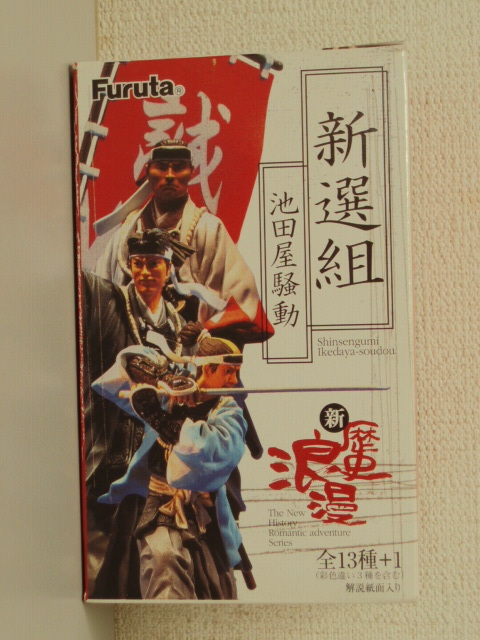 Furuta®
誠
新選組
池田屋騒動
Shinsengumi
Ikedaya-soudou
新
歴史
浪漫
The New
History
Romantic adventure
Series
全13種+1
(彩色違い3種を含む)
解説紙面入り